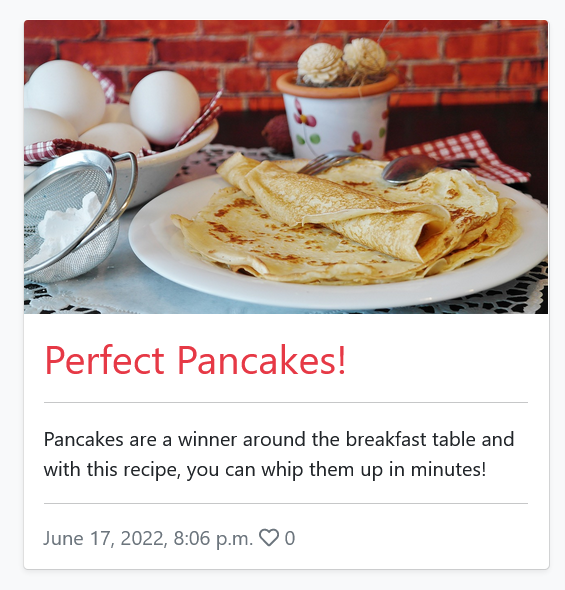 Perfect Pancakes!
Pancakes are a winner around the breakfast table and
with this recipe, you can whip them up in minutes!
June 17, 2022, 8:06 p.m. 0